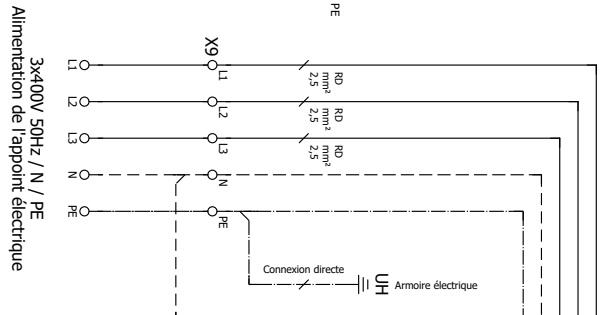 PE
Alimentation de l'appoint électrique
3x400V 50Hz / N / PE
X9
L1
L1
RD
mm²
2,5
L2
L2
RD
mm²
2,5
L3
L3
RD
mm²
2,5
N
N
PE
PE
Connexion directe
UH
Armoire électrique